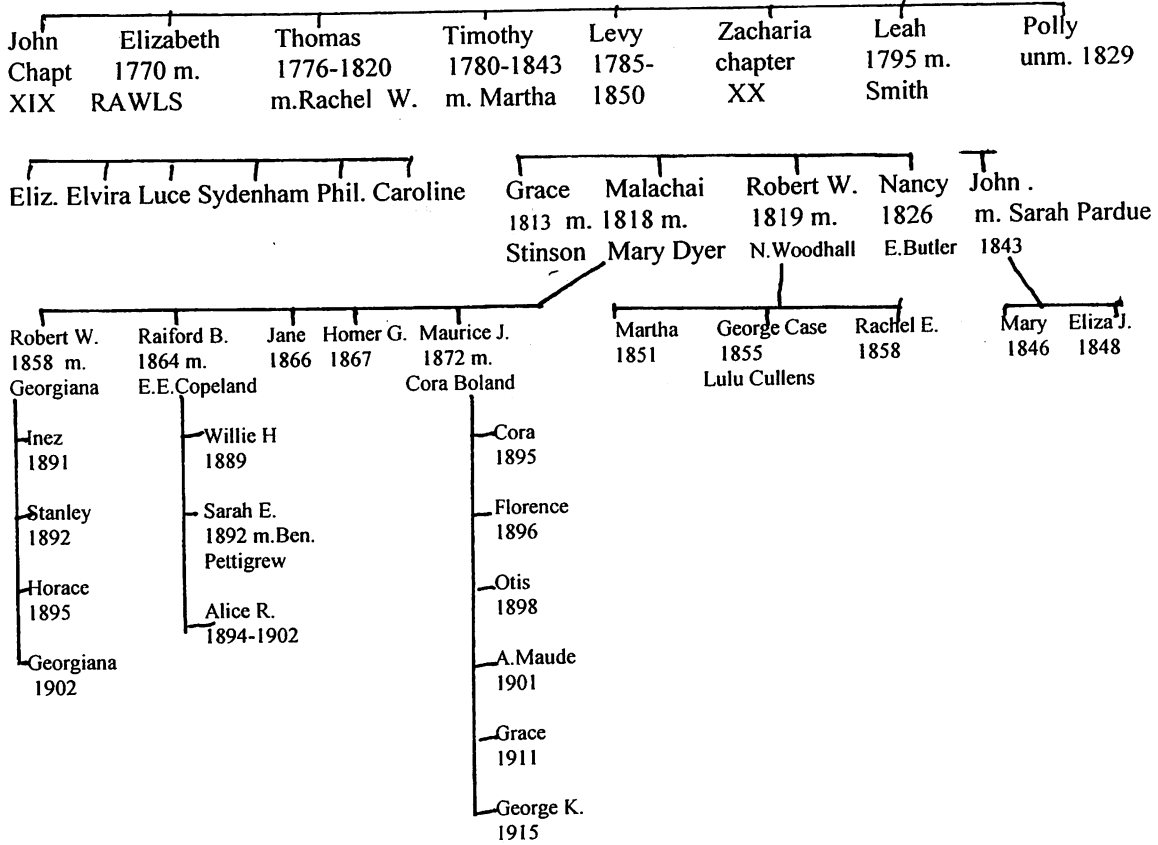 John Elizabeth Thomas Timothy Levy Zacharia Leah Polly
Chapt 1770 m. 1776-1820 1780-1843 1785- chapter 1795 m. unm. 1829
XIX RAWLS m.Rachel W. m. Martha 1850 XX Smith
Eliz. Elvira Luce Sydenham Phil. Caroline
Grace Malachai Robert W. Nancy John .
1813 m. 1818 m. 1819 m. 1826 m. Sarah Pardue
Stinson Mary Dyer N.Woodhall E.Butler 1843
Robert W. Raiford B. Jane Homer G. Maurice J. Martha George Case Rachel E. Mary Eliza J.
1858 m. 1864 m. 1866 1867 1872 m. 1851 1855 1858 1846 1848
Georgiana E.E.Copeland Cora Boland Lulu Cullens
Inez
1891
Stanley
1892
Horace
1895
Georgiana
1902
Willie H
1889
Sarah E.
1892 m.Ben.
Pettigrew
Alice R.
1894-1902
Cora
1895
Florence
1896
Otis
1898
A.Maude
1901
Grace
1911
George K.
1915